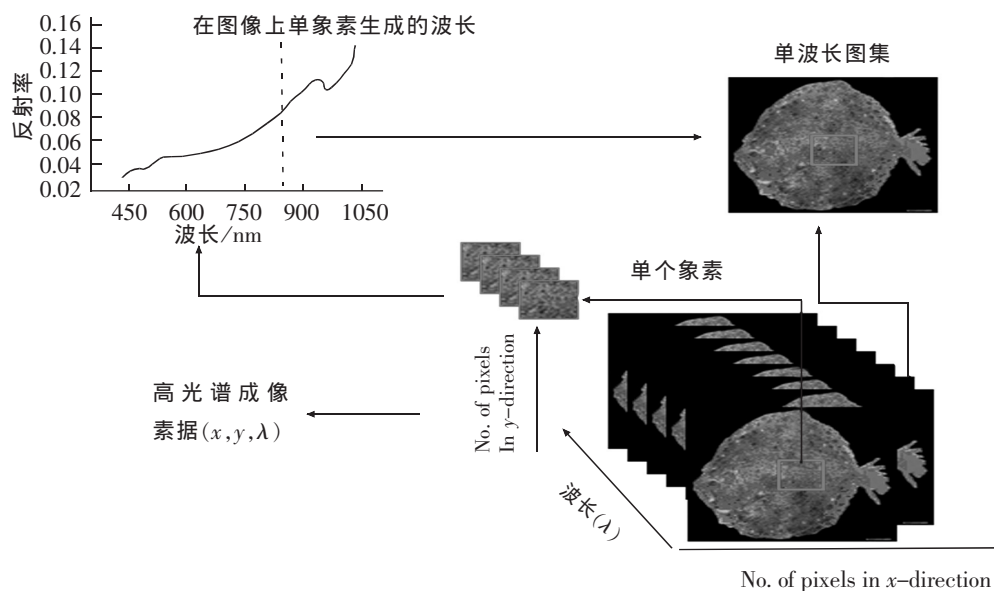 在图像上单象素生成的波长
0.16
0.14
0.12
0.10
0.08
0.06
0.04
0.02
反射率
450 600 750 900 1050
波长/nm
单波长图集
单个象素
No. of pixels
In y-direction
高光谱成像
素据(x,y,λ)
波长(λ)
No. of pixels in x-direction